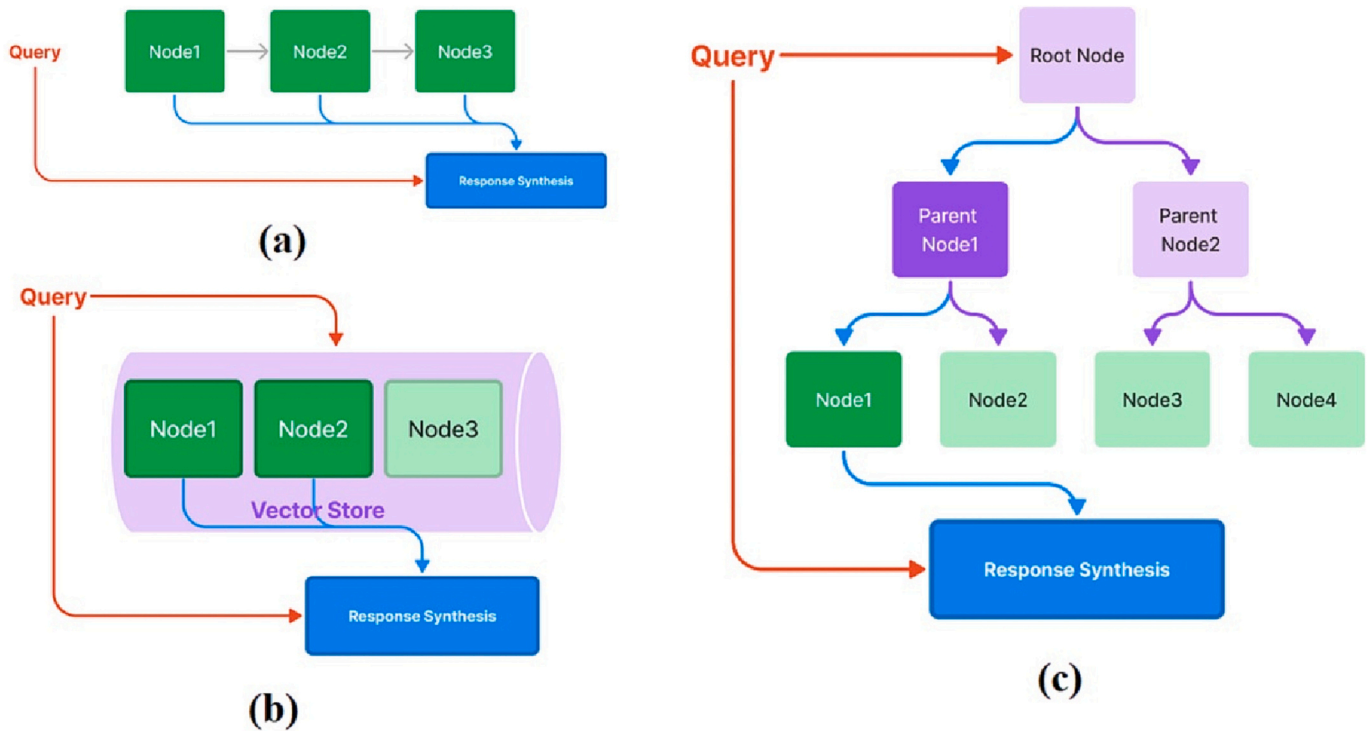 Query
Node1
Node2
Node3
Response Synthesis
(a)
Query
Node1
Node2
Node3
Vector Store
Response Synthesis
(b)
Query
Root Node
Parent
Node1
Parent
Node2
Node1
Node2
Node3
Node4
Response Synthesis
(c)